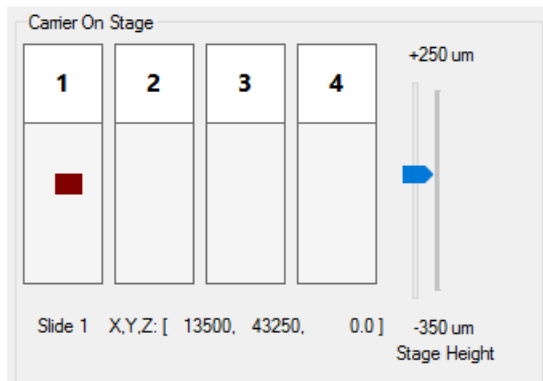 Carrier On Stage
+250 um
1 2 3 4
Slide 1 X,Y,Z: [ 13500, 43250, 0.0 ] -350 um
Stage Height